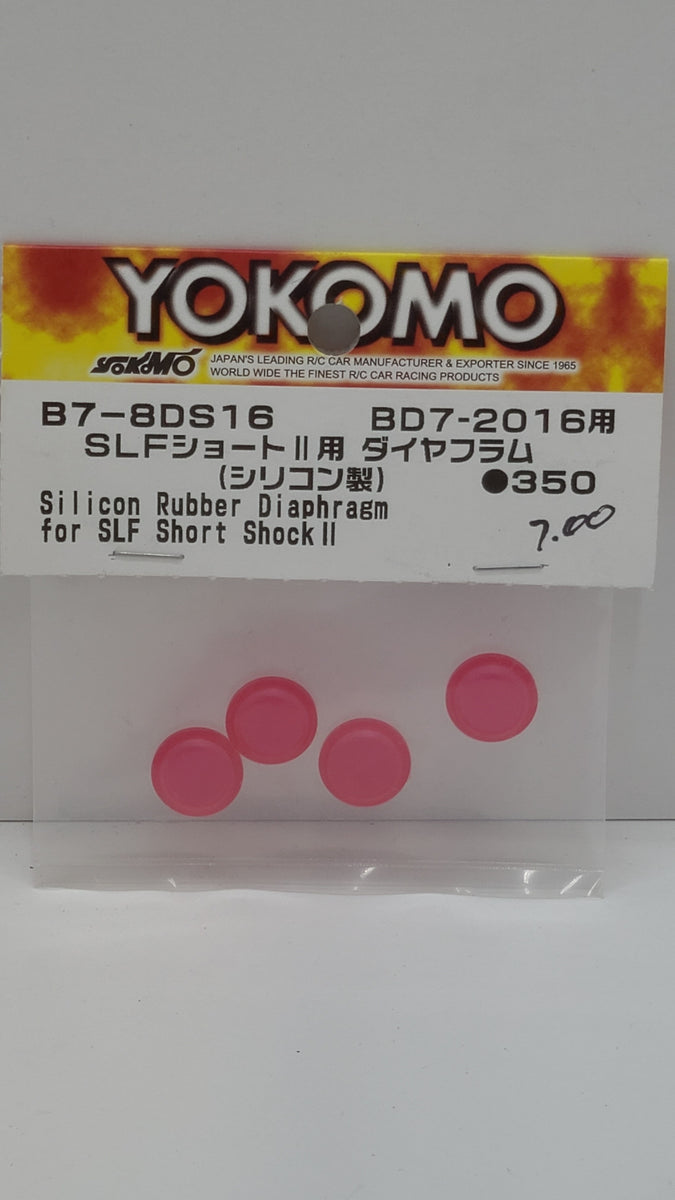 YOKOMO
YOKOMO JAPAN'S LEADING R/C CAR MANUFACTURER & EXPORTER SINCE 1965
WORLD WIDE THE FINEST R/C CAR RACING PRODUCTS
B7-8DS16 BD7-2016用
SLFショートⅡ用 ダイヤフラム
(シリコン製) ●350
Silicon Rubber Diaphragm
for SLF Short ShockⅡ
7.00